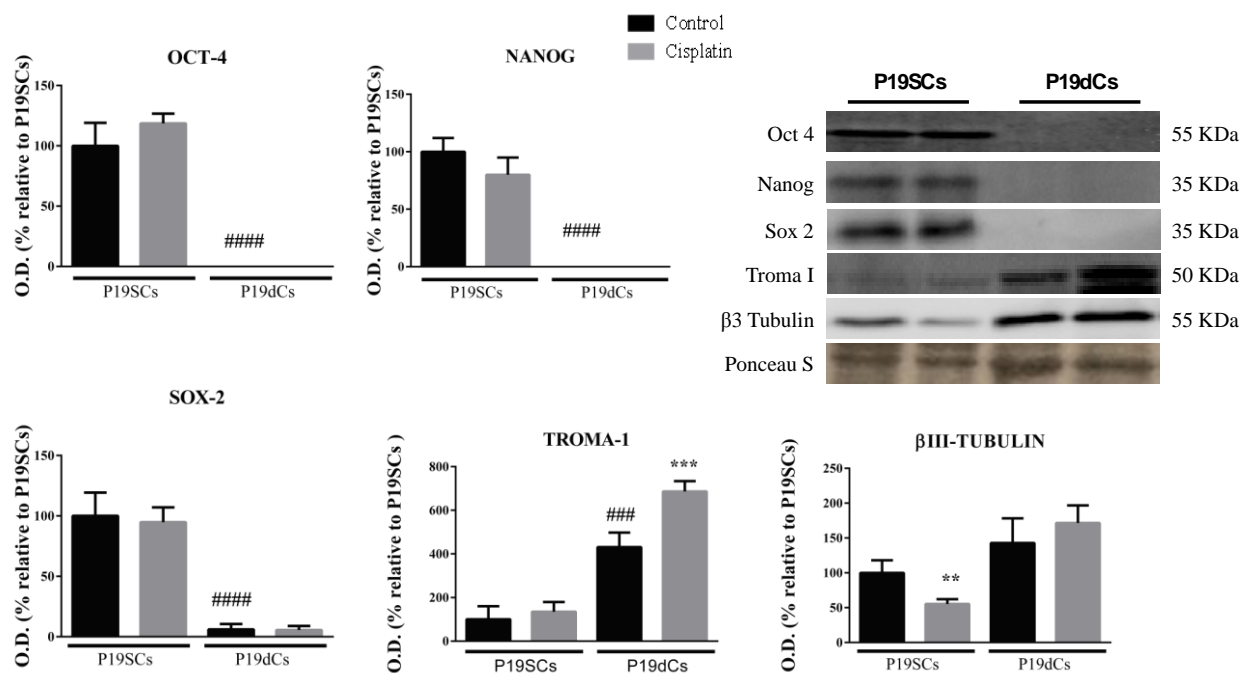 Control
Cisplatin
OCT-4
O.D. (% relative to P19SCs)
150
100
50
0
####
P19SCs
P19dCs
NANOG
O.D. (% relative to P19SCs)
150
100
50
0
####
P19SCs
P19dCs
P19SCs
P19dCs
Oct 4
55 KDa
Nanog
35 KDa
Sox 2
35 KDa
Troma I
50 KDa
β3 Tubulin
55 KDa
Ponceau S
SOX-2
O.D. (% relative to P19SCs)
150
100
50
0
####
P19SCs
P19dCs
TROMA-1
O.D. (% relative to P19SCs )
800
600
400
200
0
###
***
P19SCs
P19dCs
βIII-TUBULIN
O.D. (% relative to P19SCs)
250
200
150
100
50
0
**
P19SCs
P19dCs